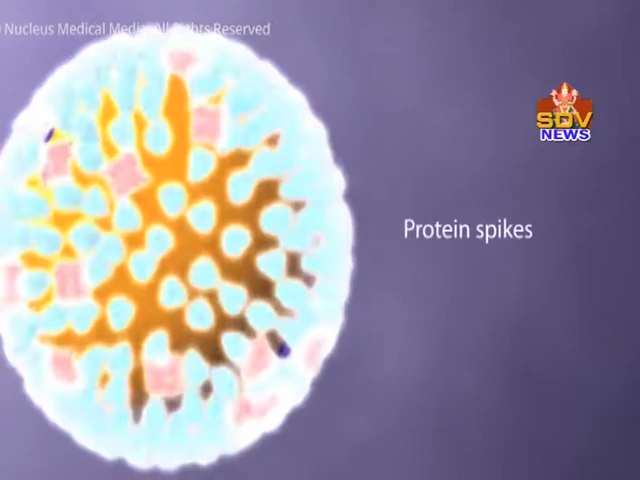 Nucleus Medical Media. All Rights Reserved
SDV
NEWS
Protein spikes